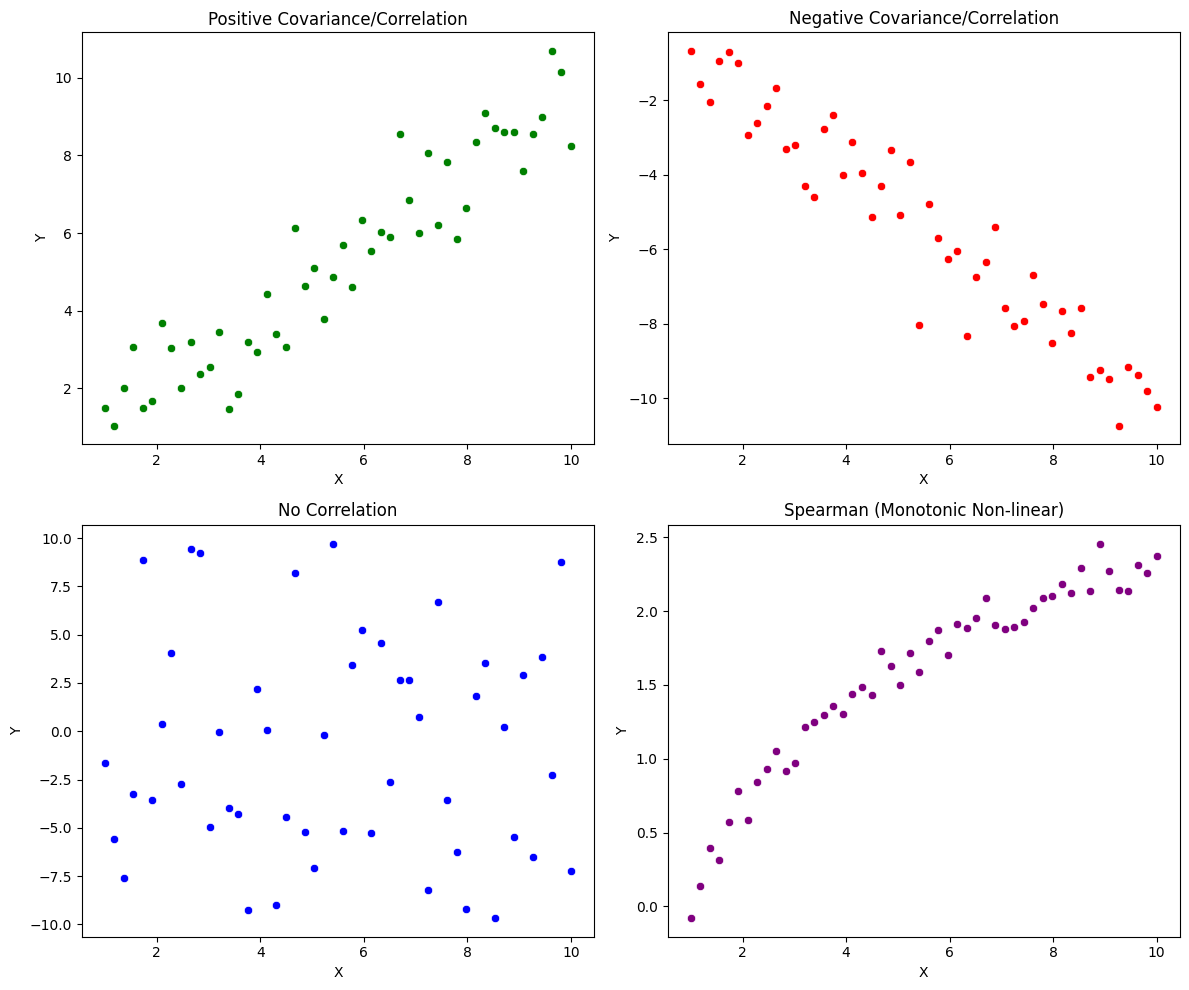 Positive Covariance/Correlation
Y
10
8
6
4
2
2 4 6 8 10
X
Negative Covariance/Correlation
Y
−2
−4
−6
−8
−10
2 4 6 8 10
X
No Correlation
Y
10.0
7.5
5.0
2.5
0.0
−2.5
−5.0
−7.5
−10.0
2 4 6 8 10
X
Spearman (Monotonic Non-linear)
Y
2.5
2.0
1.5
1.0
0.5
0.0
2 4 6 8 10
X